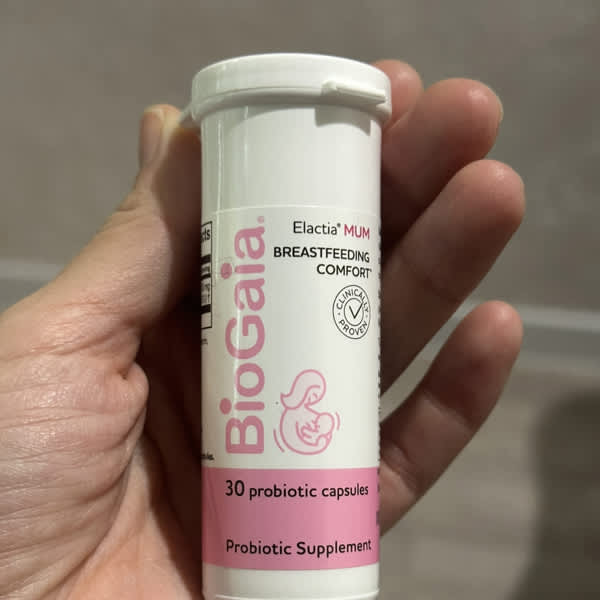 BioGaia®
Elactia® MUM
BREASTFEEDING
COMFORT*
CLINICALLY
PROVEN
30 probiotic capsules
Probiotic Supplement